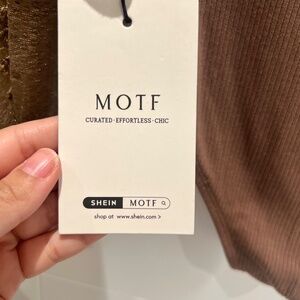 MOTF
CURATED·EFFORTLESS·CHIC
SHEIN MOTF
shop at www.shein.com >